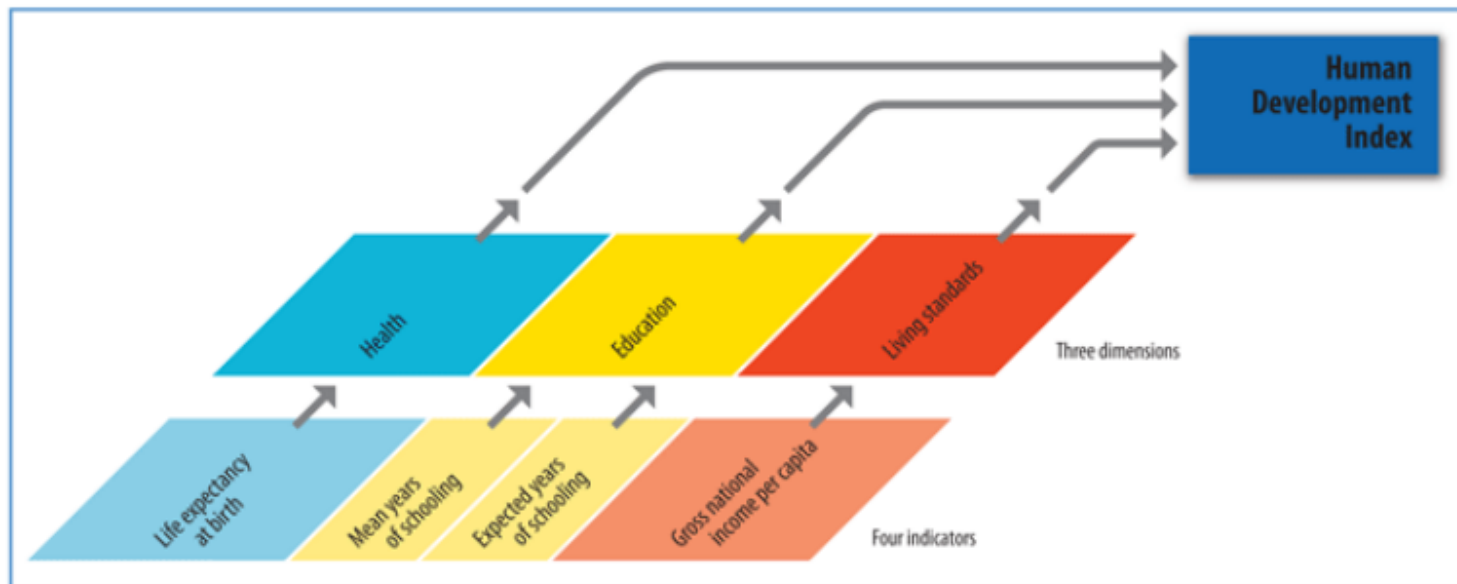 Human
Development
Index
Health
Education
Living standards
Three dimensions
Life expectancy
at birth
Mean years
of schooling
Expected years
of schooling
Gross national
income per capita
Four indicators